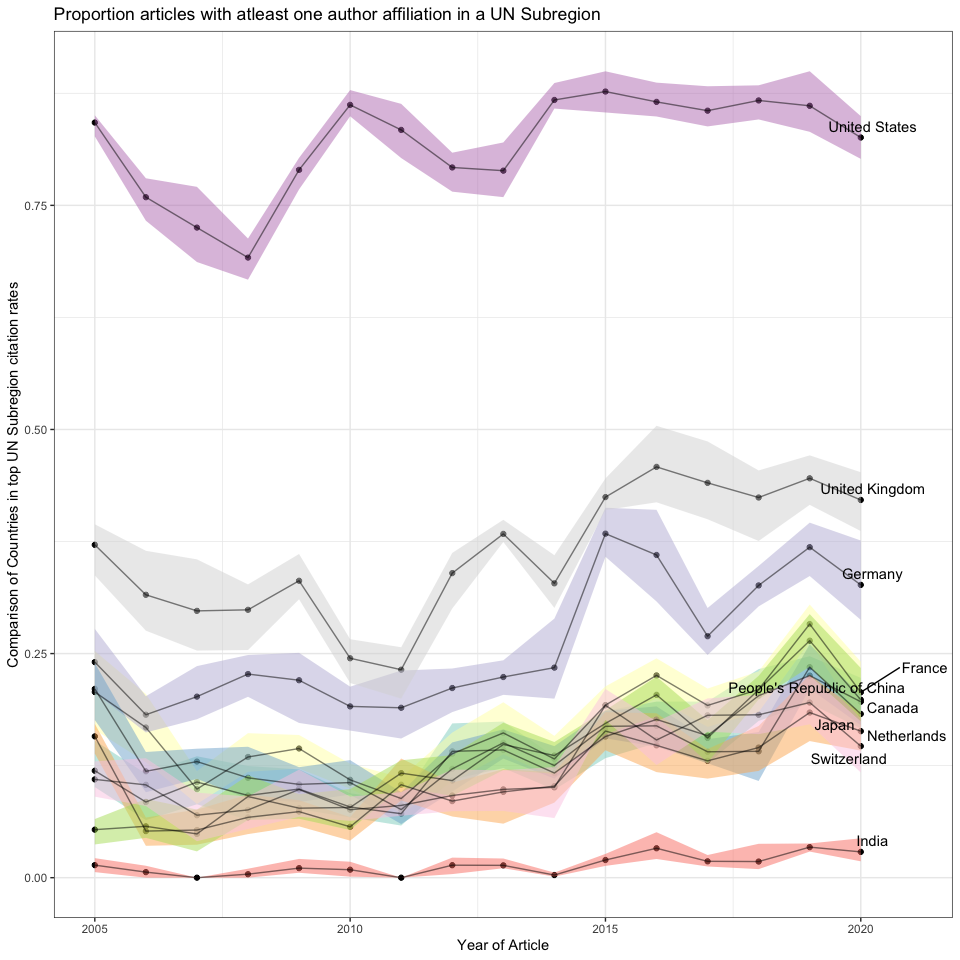 Proportion articles with atleast one author affiliation in a UN Subregion
Comparison of Countries in top UN Subregion citation rates
0.75
0.50
0.25
0.00
United States
United Kingdom
Germany
France
People's Republic of China
Canada
Japan
Netherlands
Switzerland
India
2005
2010
2015
2020
Year of Article